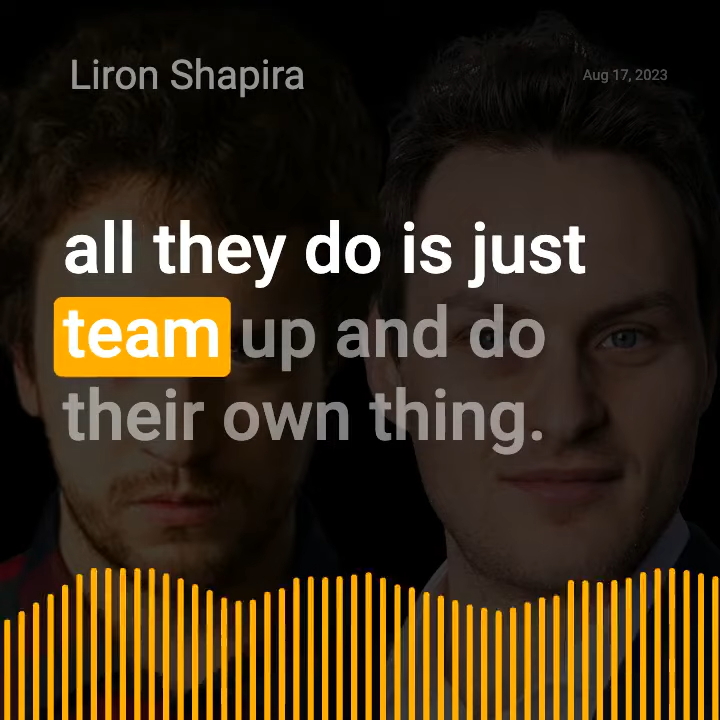 Liron Shapira
Aug 17, 2023
all they do is just
team up and do
their own thing.